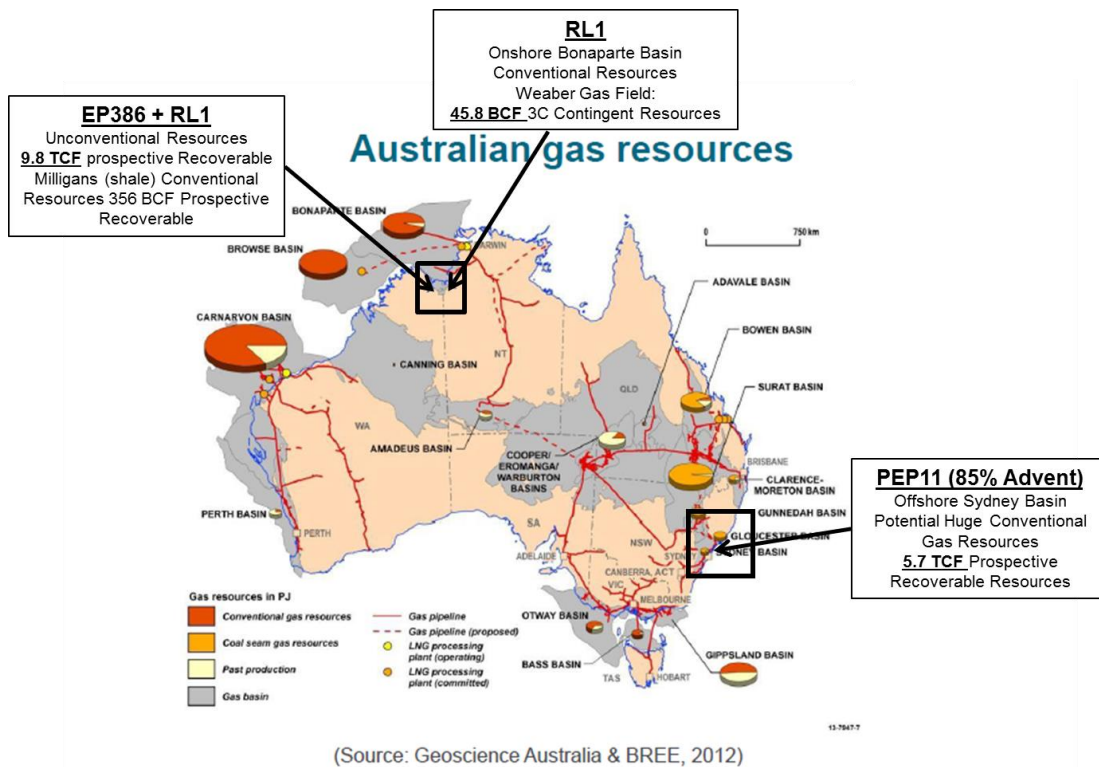 RL1
Onshore Bonaparte Basin
Conventional Resources
Weaber Gas Field:
45.8 BCF 3C Contingent Resources
EP386 + RL1
Unconventional Resources
9.8 TCF prospective Recoverable
Milligans (shale) Conventional
Resources 356 BCF Prospective
Recoverable
Australian gas resources
BONAPARTE BASIN
BROWSE BASIN
DARWIN
0
750 km
ADAVALE BASIN
CARNARVON BASIN
BOWEN BASIN
CANNING BASIN
NT
QLD
SURAT BASIN
WA
AMADEUS BASIN
COOPER/
EROMANGA/
WARBURTON
BASINS
BRISBANE
CLARENCE-
MORETON BASIN
PEP11 (85% Advent)
Offshore Sydney Basin
Potential Huge Conventional
Gas Resources
5.7 TCF Prospective
Recoverable Resources
PERTH BASIN
PERTH
SA
GUNNEDAH BASIN
NSW
GLOUCESTER BASIN
ADELAIDE
SYDNEY
SYDNEY BASIN
CANBERRA, ACT
VIC
MELBOURNE
OTWAY BASIN
BASS BASIN
GIPPSLAND BASIN
TAS
HOBART
Gas resources in PJ
Conventional gas resources
Coal seam gas resources
Past production
Gas basin
Gas pipeline
Gas pipeline (proposed)
LNG processing
plant (operating)
LNG processing
plant (committed)
13-7947-7
(Source: Geoscience Australia & BREE, 2012)